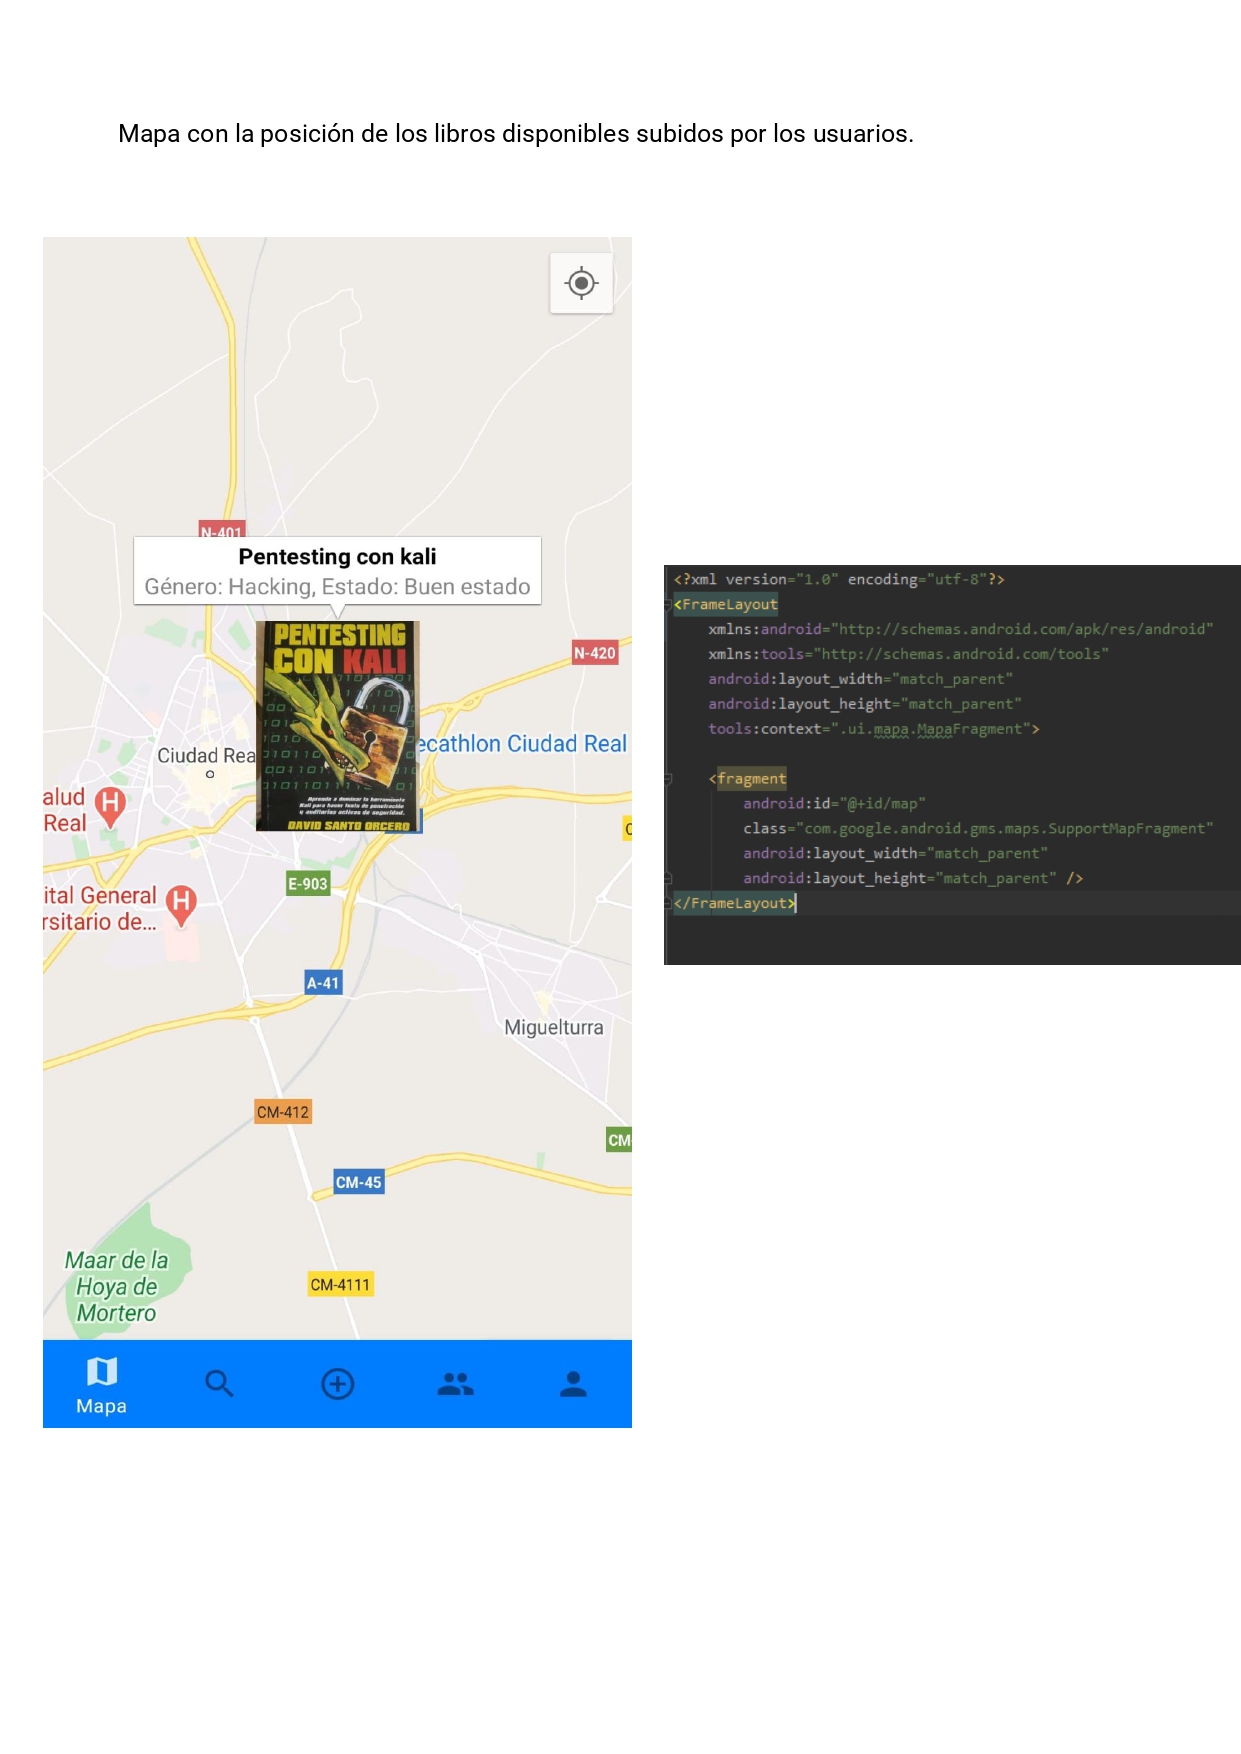 Mapa con la posición de los libros disponibles subidos por los usuarios.
N-401
Pentesting con kali
Género: Hacking, Estado: Buen estado
PENTESTING
CON KALI
Aprende a dominar la herramienta
Kali para hacer tests de penetración
y auditorías activas de seguridad.
DAVID SANTO ORCERO
N-420
ecathlon Ciudad Real
Ciudad Rea
alud
Real
H
C
E-903
ital General
rsitario de...
H
A-41
Miguelturra
CM-412
CM-
CM-45
Maar de la
Hoya de
Mortero
CM-4111
Mapa
<?xml version="1.0" encoding="utf-8"?>
<FrameLayout
xmlns:android="http://schemas.android.com/apk/res/android"
xmlns:tools="http://schemas.android.com/tools"
android:layout_width="match_parent"
android:layout_height="match_parent"
tools:context=".ui.mapa.MapaFragment">
<fragment
android:id="@+id/map"
class="com.google.android.gms.maps.SupportMapFragment"
android:layout_width="match_parent"
android:layout_height="match_parent" />
</FrameLayout>